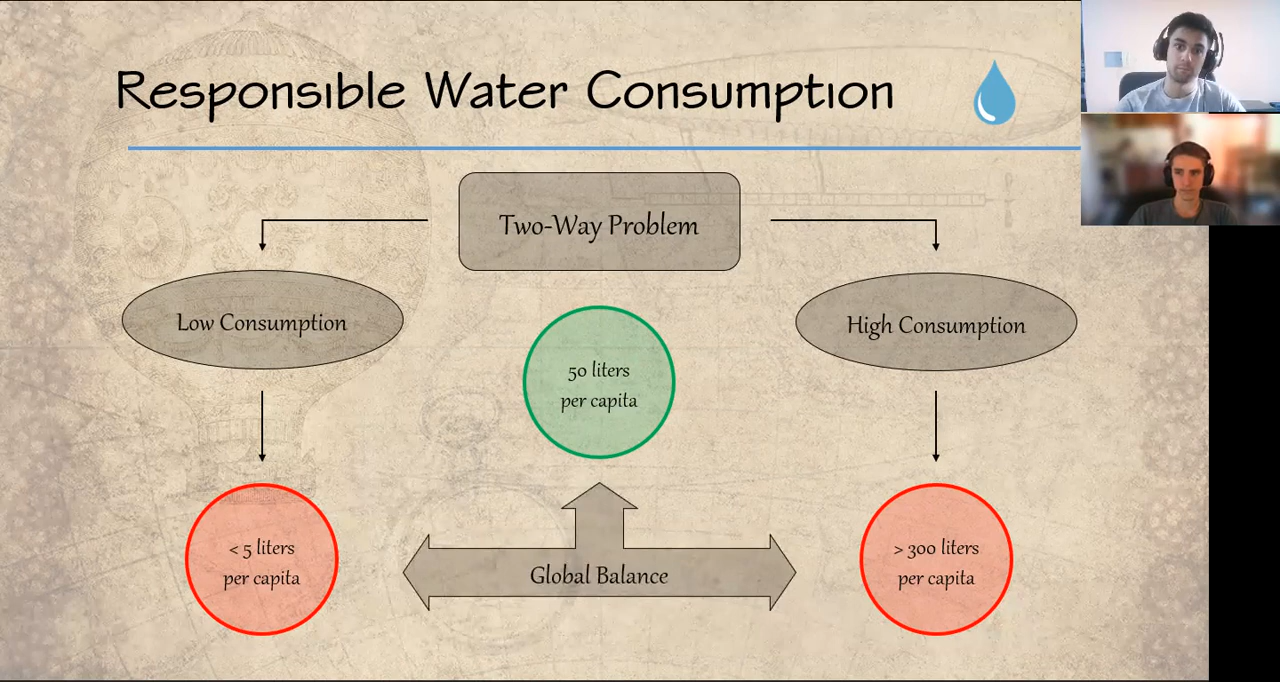 Responsible Water Consumption
Two-Way Problem
Low Consumption
High Consumption
50 liters
per capita
< 5 liters
per capita
> 300 liters
per capita
Global Balance